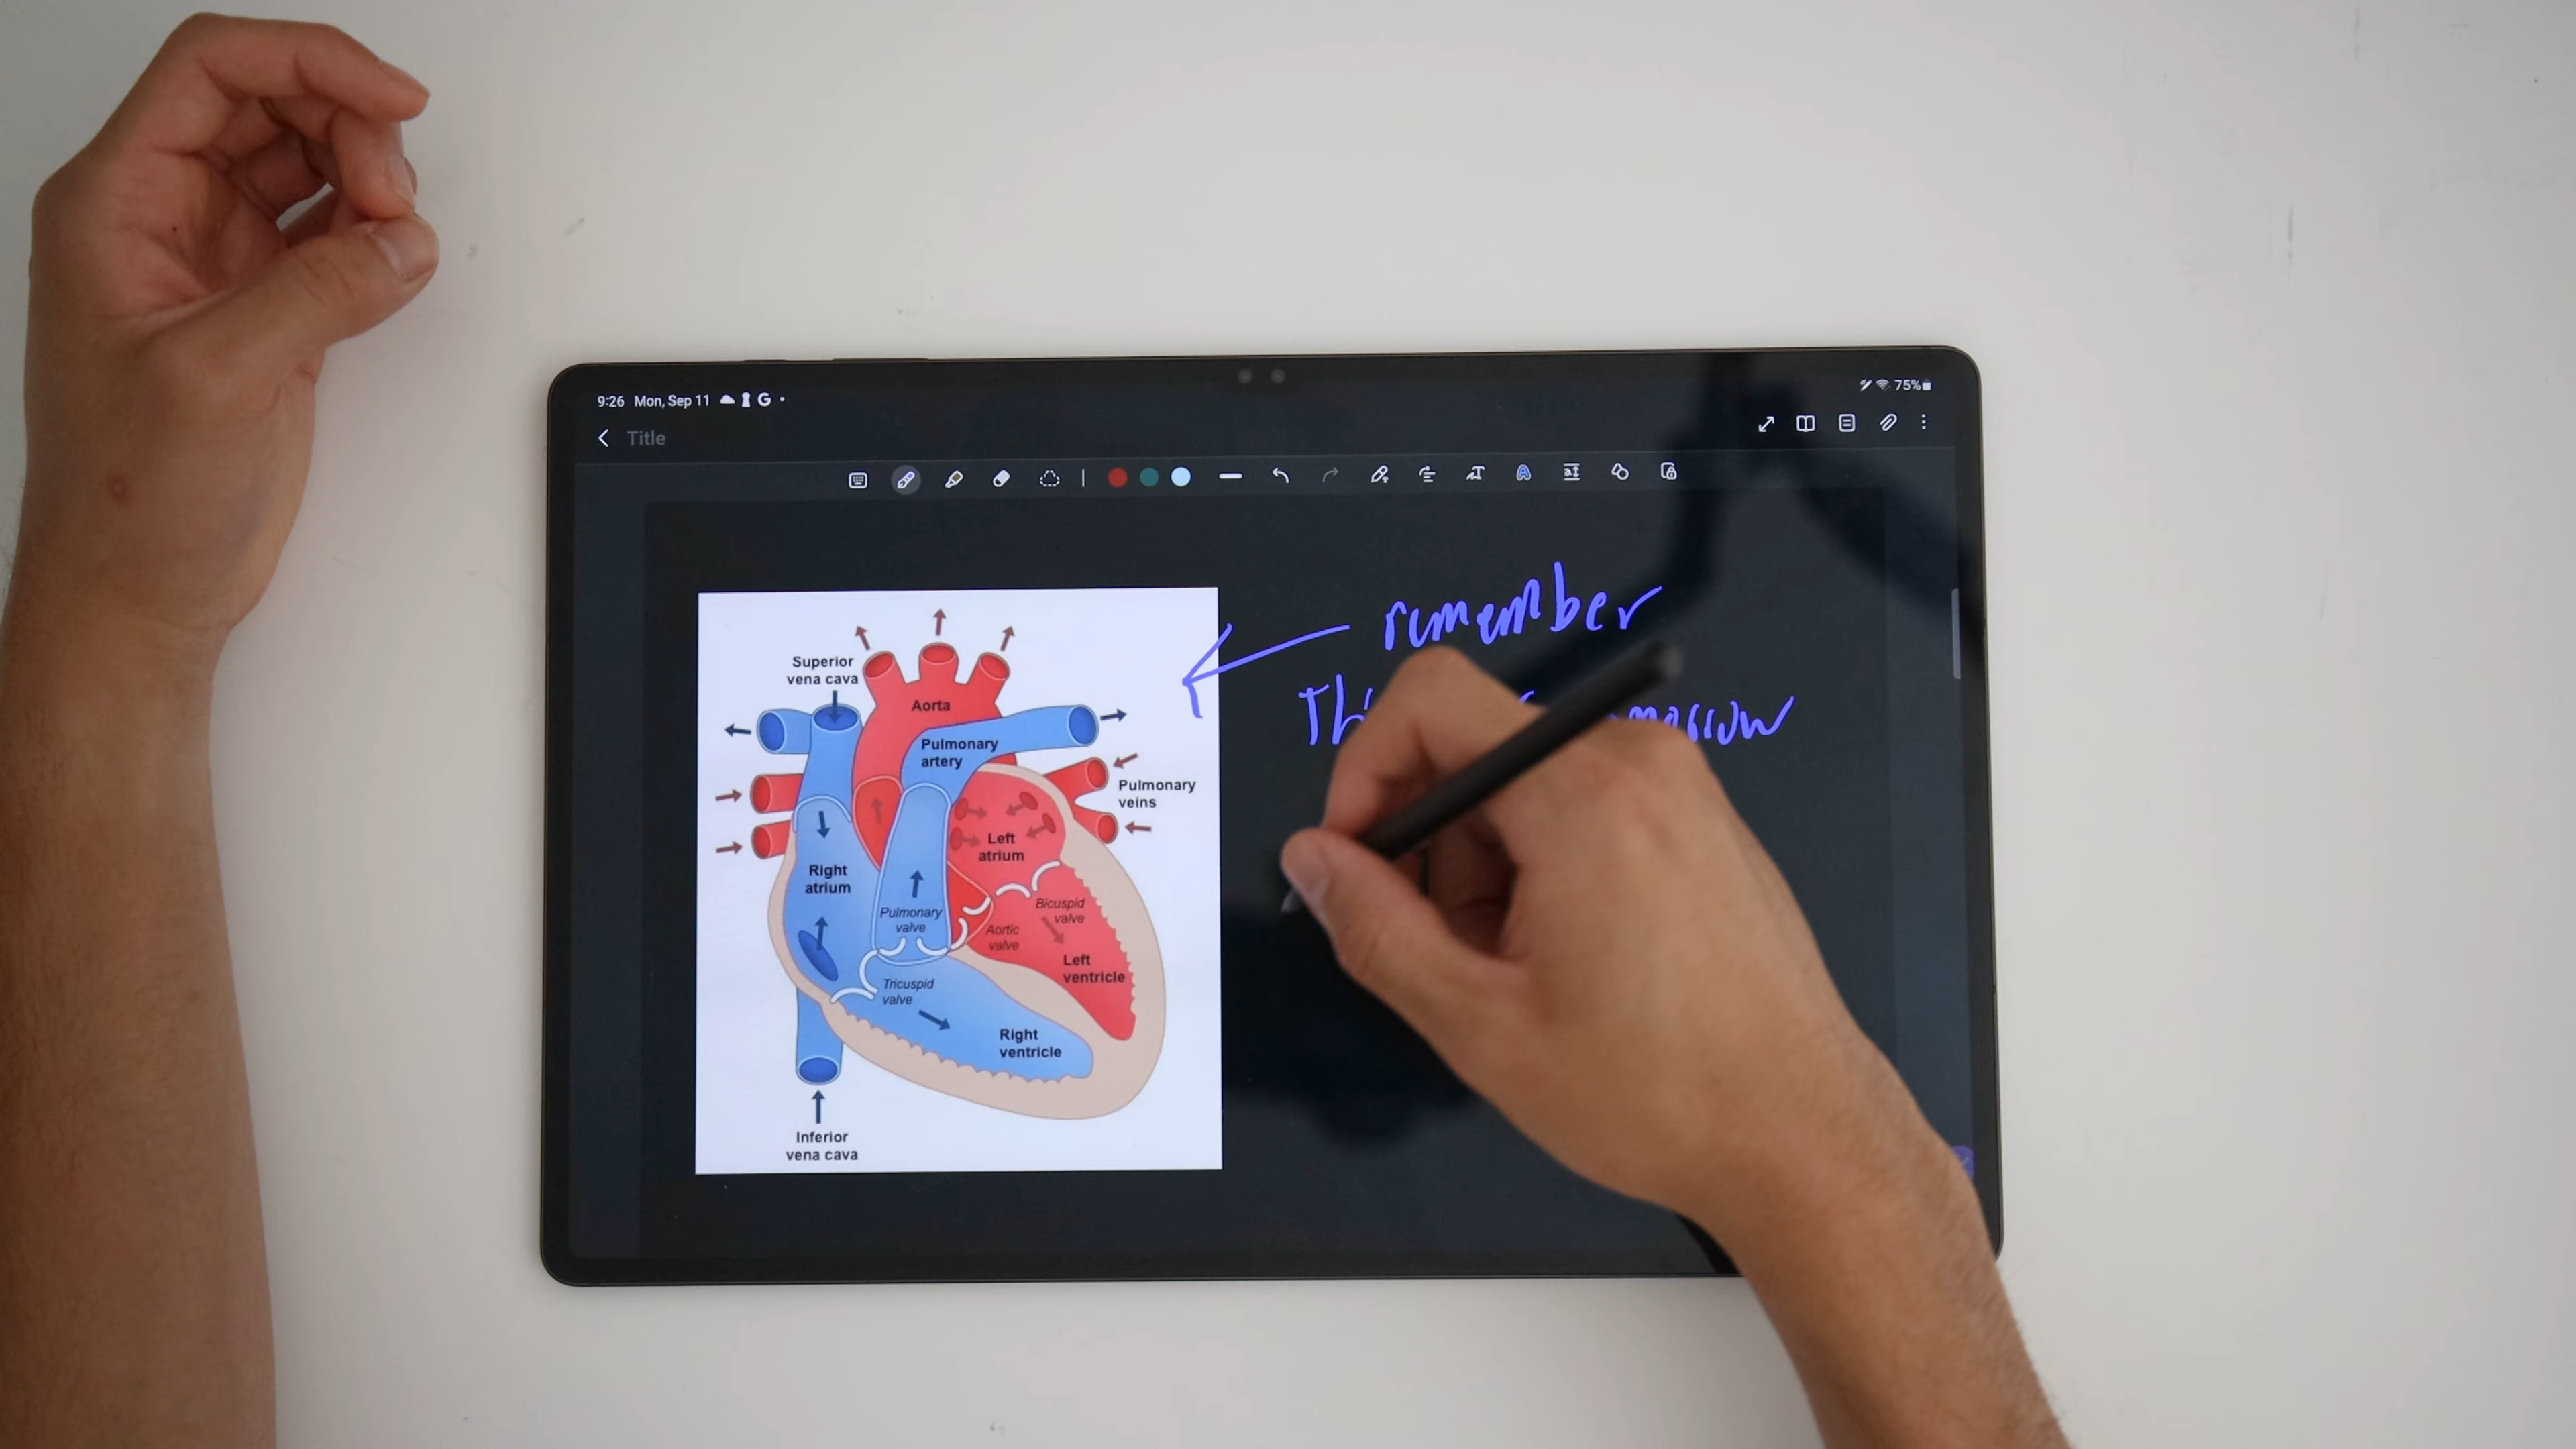 9:26 Mon, Sep 11
75%
Title
remember
Superior
vena cava
Aorta
Pulmonary
artery
Pulmonary
veins
Left
atrium
Right
atrium
Pulmonary
valve
Bicuspid
valve
Aortic
valve
Left
ventricle
Tricuspid
valve
Right
ventricle
Inferior
vena cava